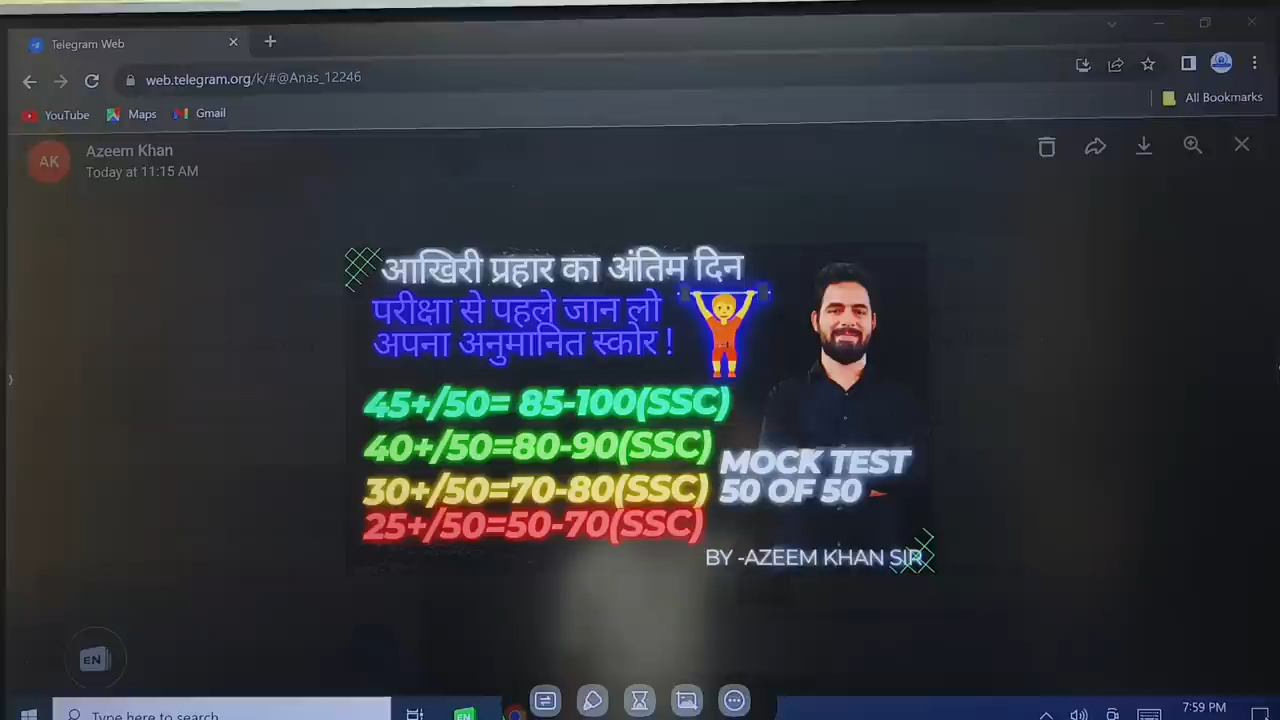 Telegram Web
web.telegram.org/k/#@Anas_12246
YouTube Maps Gmail
All Bookmarks
AK
Azeem Khan
Today at 11:15 AM
आखिरी प्रहार का अंतिम दिन
परीक्षा से पहले जान लो
अपना अनुमानित स्कोर !
45+/50= 85-100(SSC)
40+/50=80-90(SSC)
30+/50=70-80(SSC)
25+/50=50-70(SSC)
MOCK TEST
50 OF 50
BY -AZEEM KHAN SIR
EN
Type here to search
EN
7:59 PM